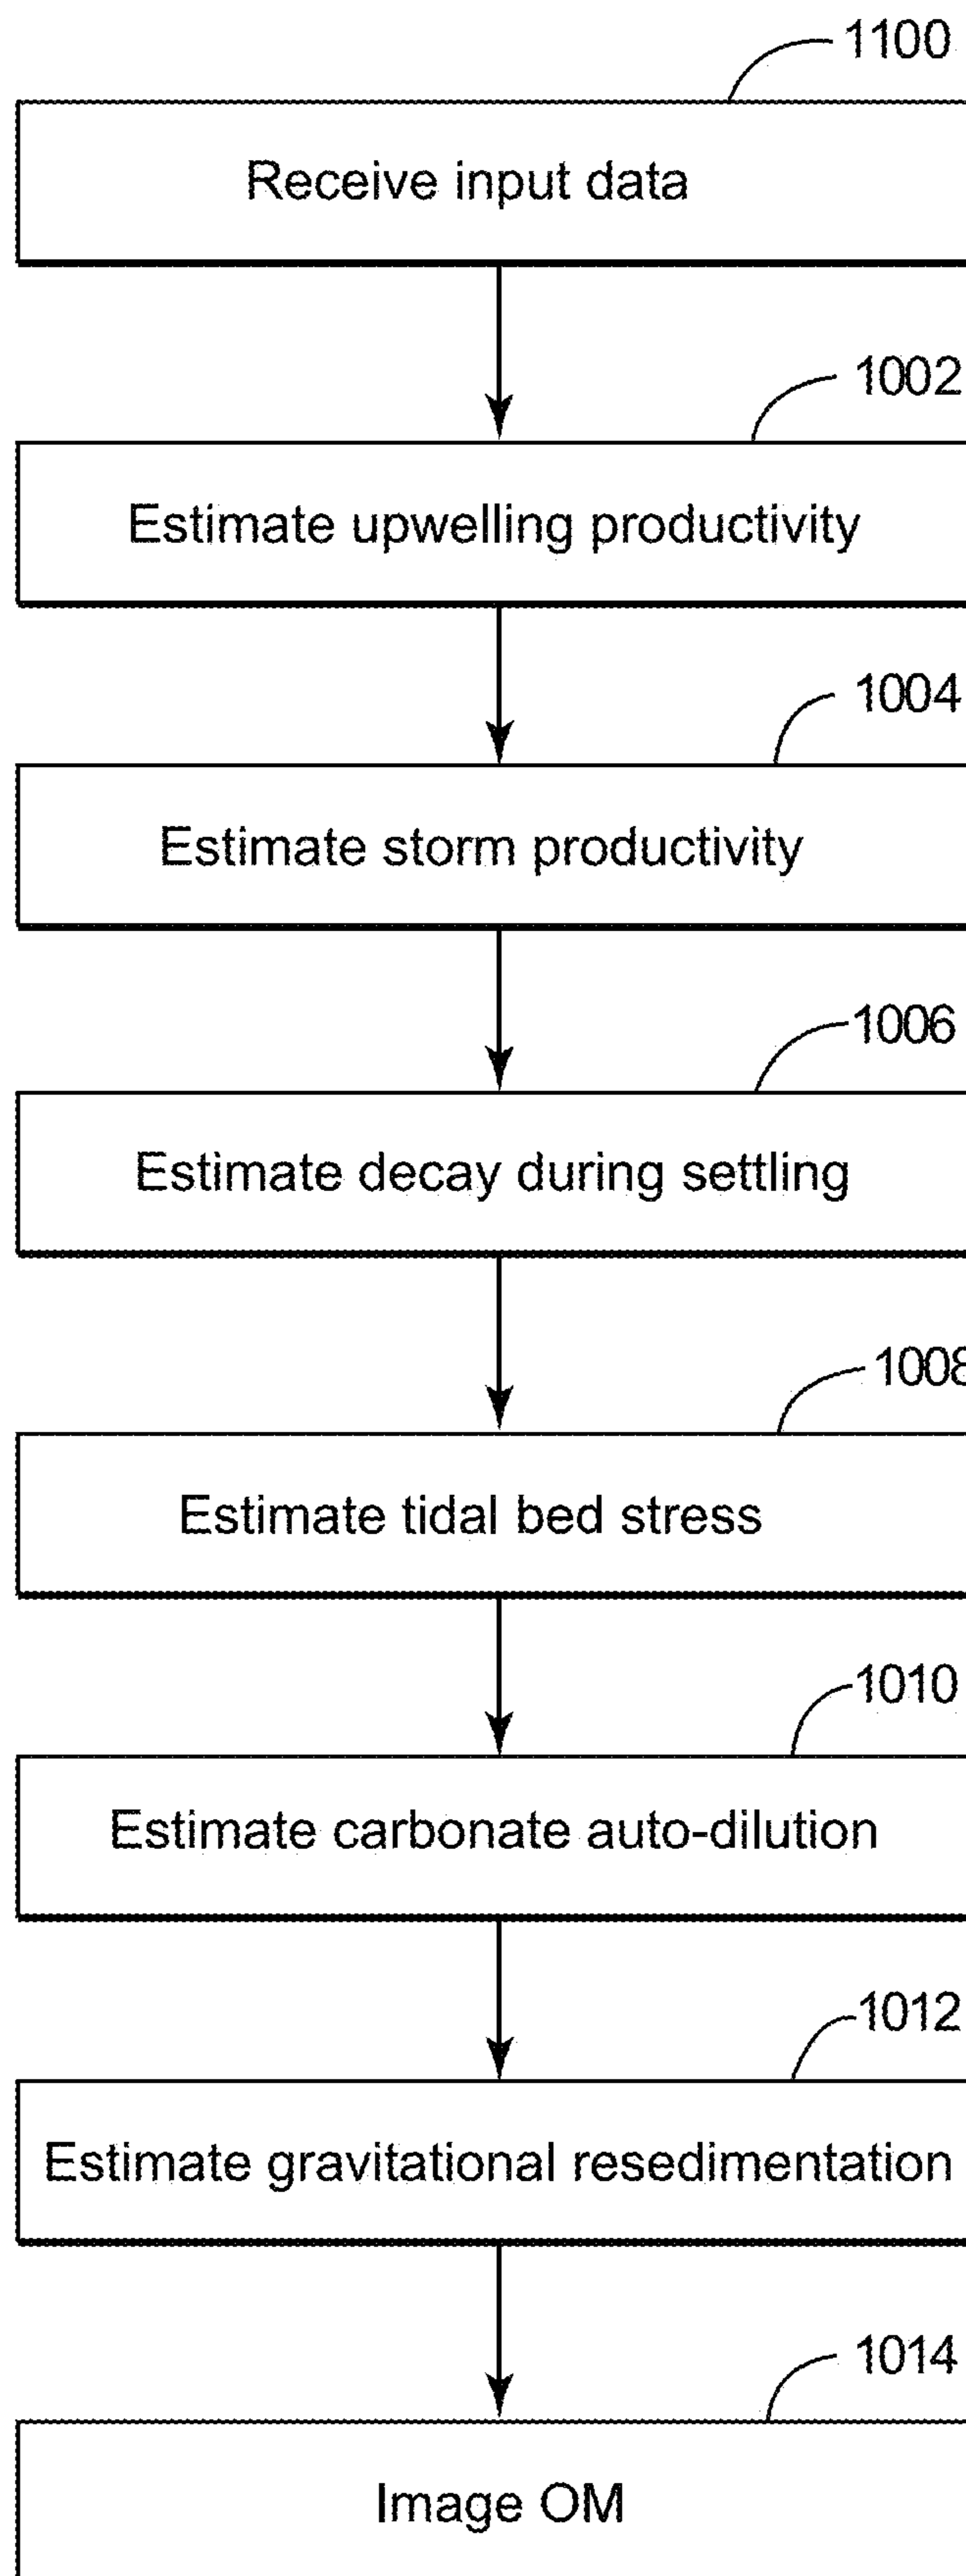 1100
Receive input data
1002
Estimate upwelling productivity
1004
Estimate storm productivity
1006
Estimate decay during settling
1008
Estimate tidal bed stress
1010
Estimate carbonate auto-dilution
1012
Estimate gravitational resedimentation
1014
Image OM